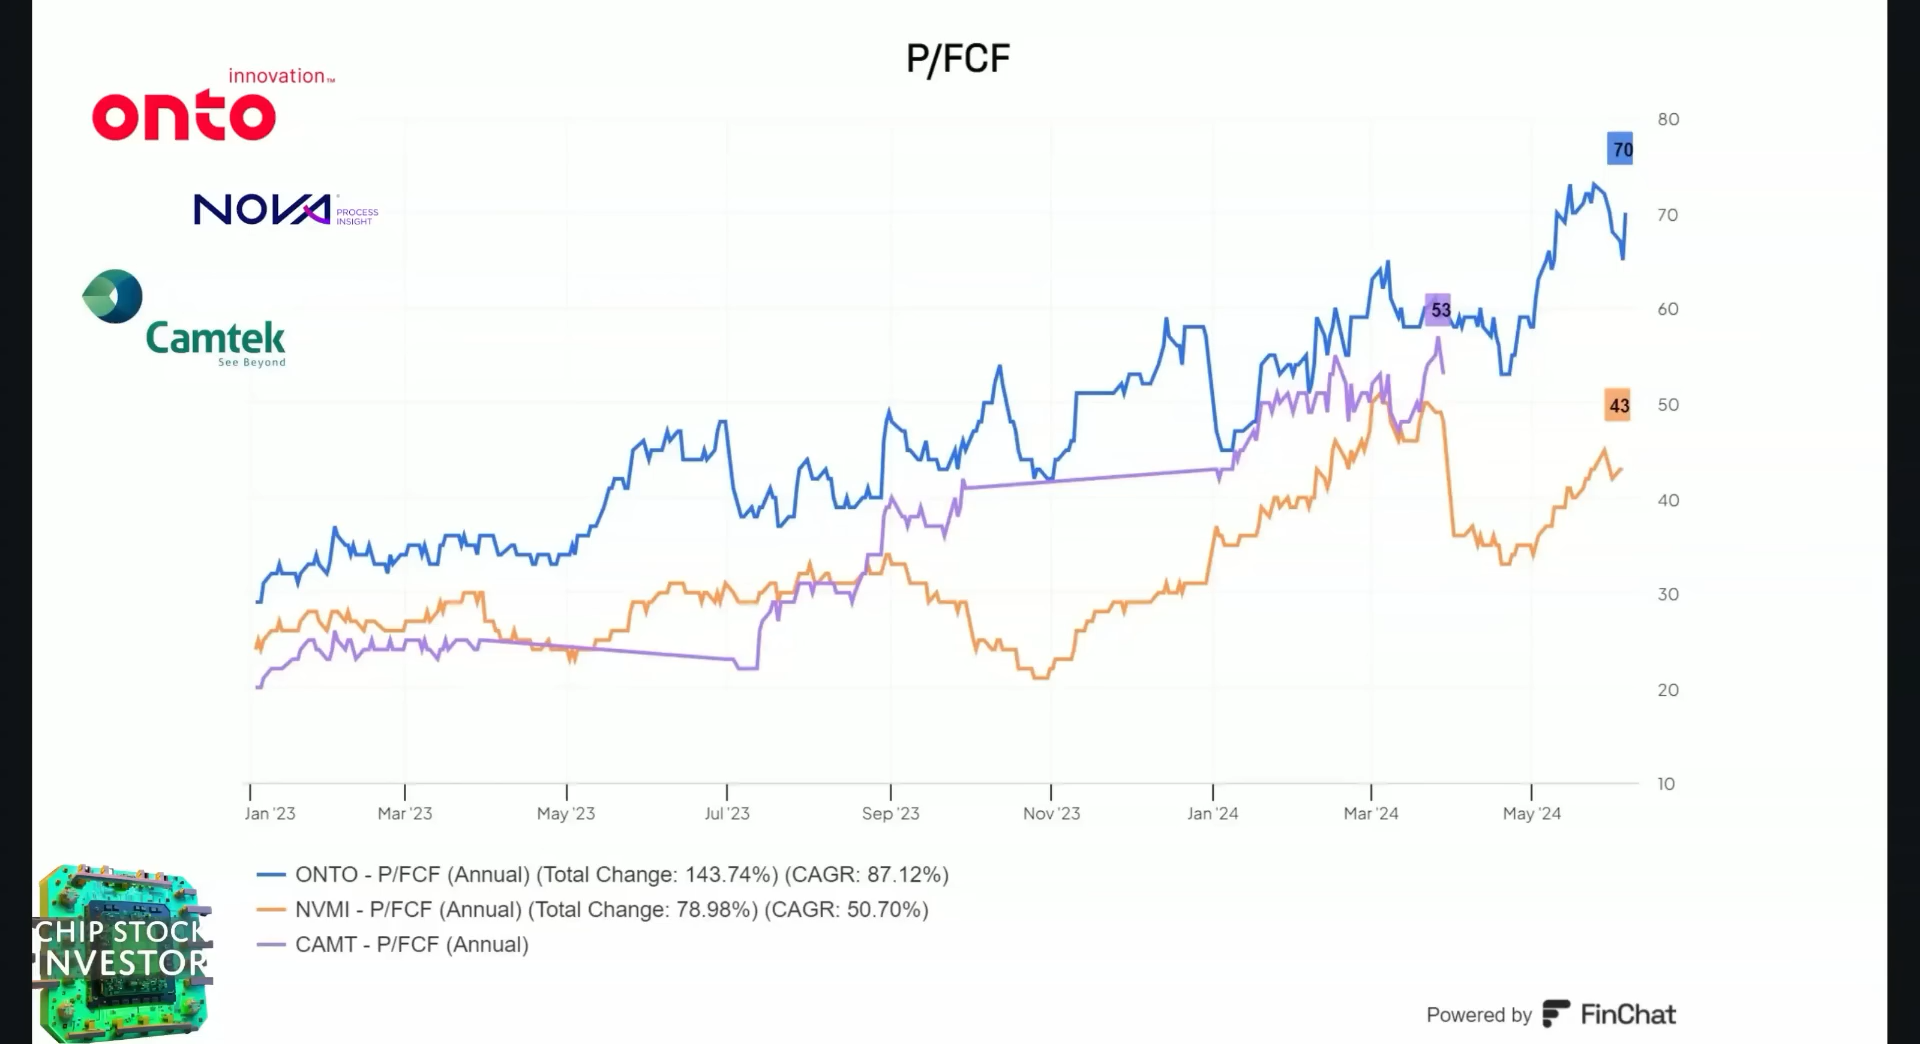 P/FCF
innovation™
onto
NOVA
PROCESS
INSIGHT
Camtek
See Beyond
80
70
60
50
40
30
20
10
70
53
43
Jan '23
Mar '23
May '23
Jul '23
Sep '23
Nov '23
Jan '24
Mar '24
May '24
ONTO - P/FCF (Annual) (Total Change: 143.74%) (CAGR: 87.12%)
NVMI - P/FCF (Annual) (Total Change: 78.98%) (CAGR: 50.70%)
CAMT - P/FCF (Annual)
CHIP STOCK
INVESTOR
Powered by FinChat